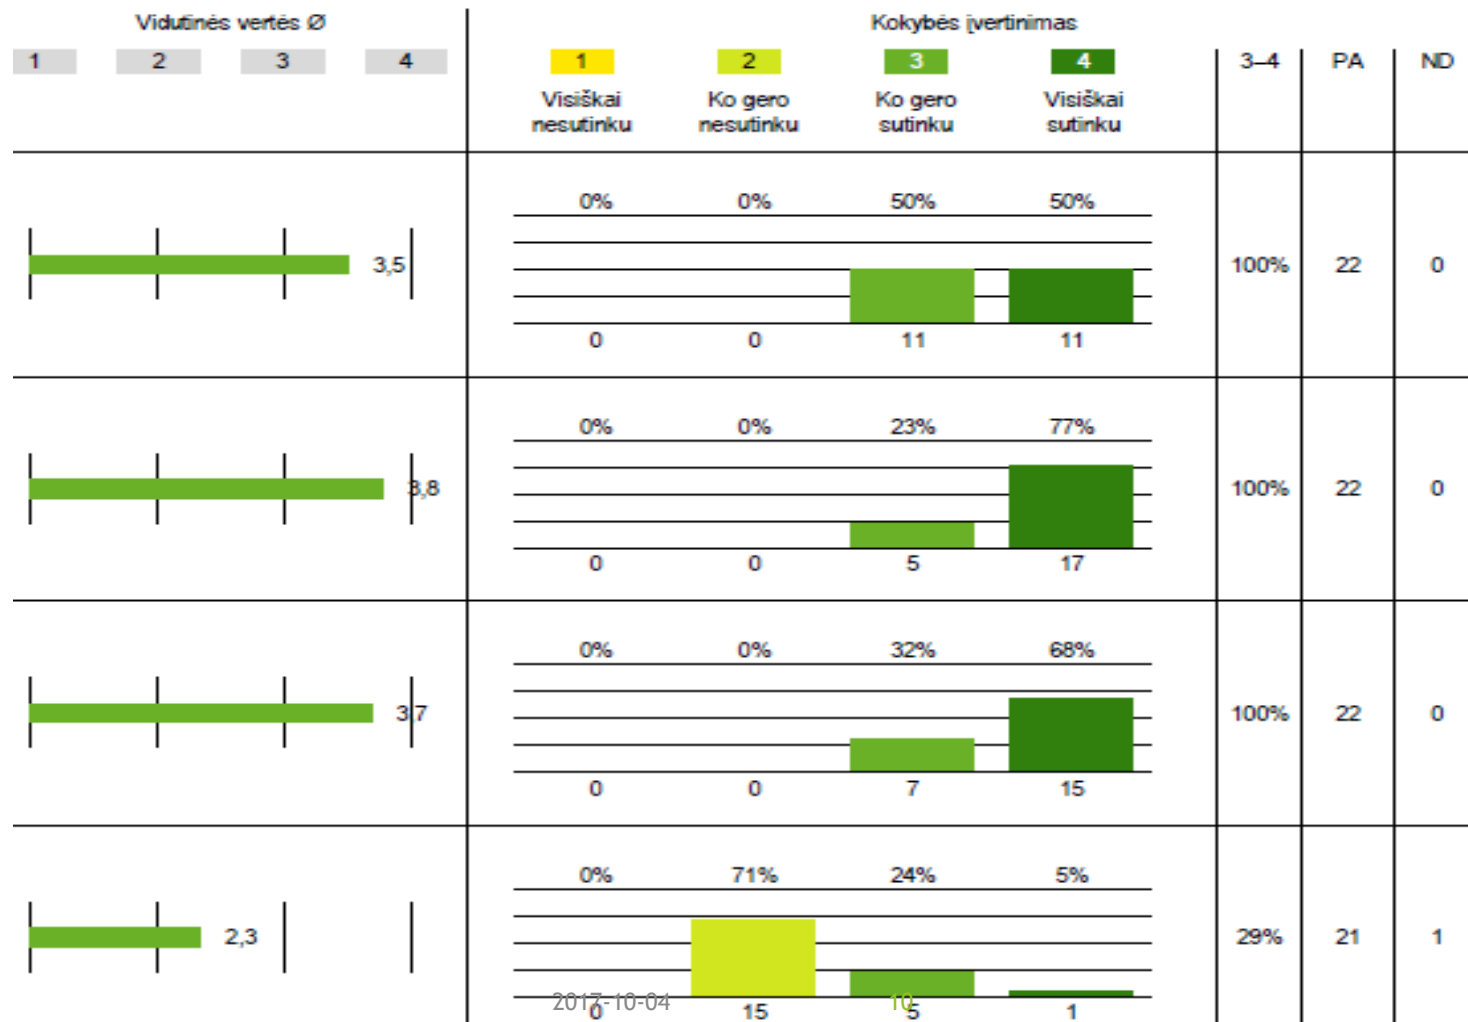 Vidutinės vertės Ø Kokybės įvertinimas
1 2 3 4 1 2 3 4 3–4 PA ND
Visiškai Ko gero Ko gero Visiškai
nesutinku nesutinku sutinku sutinku
0% 0% 50% 50%
3,5 100% 22 0
0 0 11 11
0% 0% 23% 77%
3,8 100% 22 0
0 0 5 17
0% 0% 32% 68%
3,7 100% 22 0
0 0 7 15
0% 71% 24% 5%
2,3 29% 21 1
2017-10-04 10
0 15 5 1